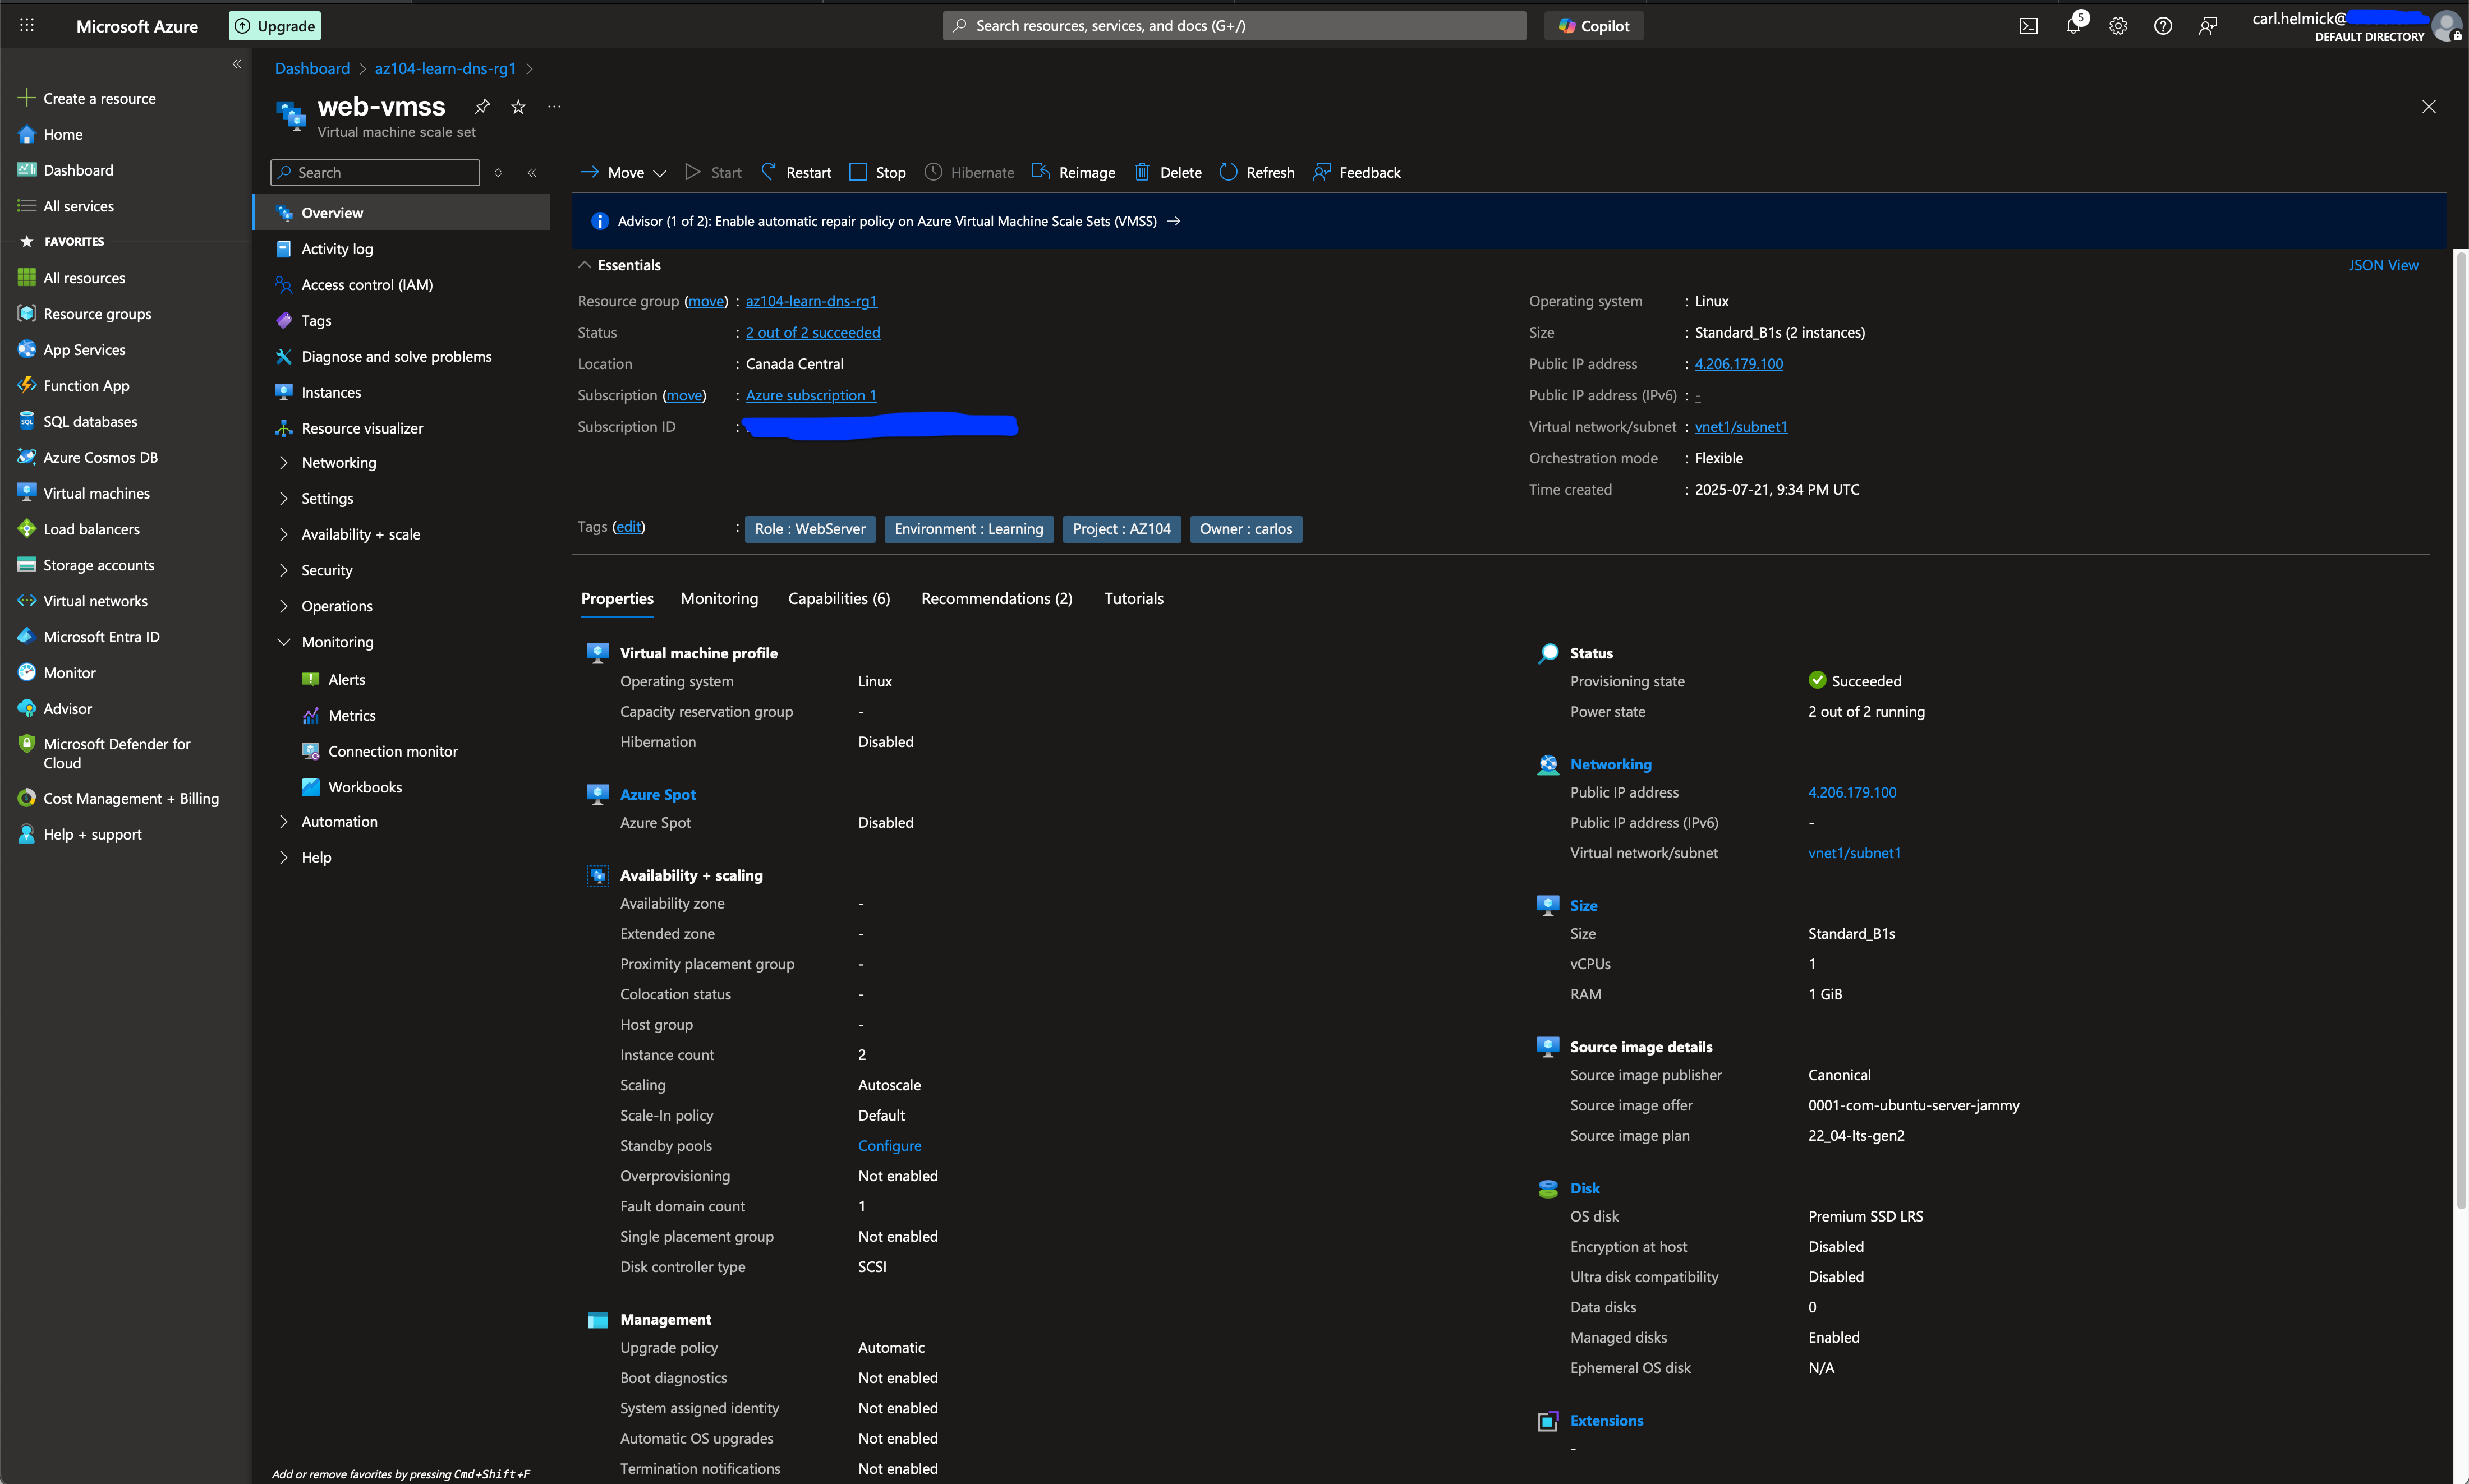 Microsoft Azure
Upgrade
Search resources, services, and docs (G+/)
Copilot
5
carl.helmick@
DEFAULT DIRECTORY
Create a resource
Home
Dashboard
All services
FAVORITES
All resources
Resource groups
App Services
Function App
SQL databases
Azure Cosmos DB
Virtual machines
Load balancers
Storage accounts
Virtual networks
Microsoft Entra ID
Monitor
Advisor
Microsoft Defender for
Cloud
Cost Management + Billing
Help + support
Dashboard > az104-learn-dns-rg1 >
web-vmss
Virtual machine scale set
Search
Overview
Activity log
Access control (IAM)
Tags
Diagnose and solve problems
Instances
Resource visualizer
Networking
Settings
Availability + scale
Security
Operations
Monitoring
Alerts
Metrics
Connection monitor
Workbooks
Automation
Help
Add or remove favorites by pressing Cmd+Shift+F
Move Start Restart Stop Hibernate Reimage Delete Refresh Feedback
Advisor (1 of 2): Enable automatic repair policy on Azure Virtual Machine Scale Sets (VMSS) →
Essentials
JSON View
Resource group (move) : az104-learn-dns-rg1
Status : 2 out of 2 succeeded
Location : Canada Central
Subscription (move) : Azure subscription 1
Subscription ID :
Operating system : Linux
Size : Standard_B1s (2 instances)
Public IP address : 4.206.179.100
Public IP address (IPv6) : -
Virtual network/subnet : vnet1/subnet1
Orchestration mode : Flexible
Time created : 2025-07-21, 9:34 PM UTC
Tags (edit) : Role : WebServer Environment : Learning Project : AZ104 Owner : carlos
Properties Monitoring Capabilities (6) Recommendations (2) Tutorials
Virtual machine profile
Operating system Linux
Capacity reservation group -
Hibernation Disabled
Azure Spot
Azure Spot Disabled
Availability + scaling
Availability zone -
Extended zone -
Proximity placement group -
Colocation status -
Host group -
Instance count 2
Scaling Autoscale
Scale-In policy Default
Standby pools Configure
Overprovisioning Not enabled
Fault domain count 1
Single placement group Not enabled
Disk controller type SCSI
Management
Upgrade policy Automatic
Boot diagnostics Not enabled
System assigned identity Not enabled
Automatic OS upgrades Not enabled
Termination notifications Not enabled
Status
Provisioning state Succeeded
Power state 2 out of 2 running
Networking
Public IP address 4.206.179.100
Public IP address (IPv6) -
Virtual network/subnet vnet1/subnet1
Size
Size Standard_B1s
vCPUs 1
RAM 1 GiB
Source image details
Source image publisher Canonical
Source image offer 0001-com-ubuntu-server-jammy
Source image plan 22_04-lts-gen2
Disk
OS disk Premium SSD LRS
Encryption at host Disabled
Ultra disk compatibility Disabled
Data disks 0
Managed disks Enabled
Ephemeral OS disk N/A
Extensions
-